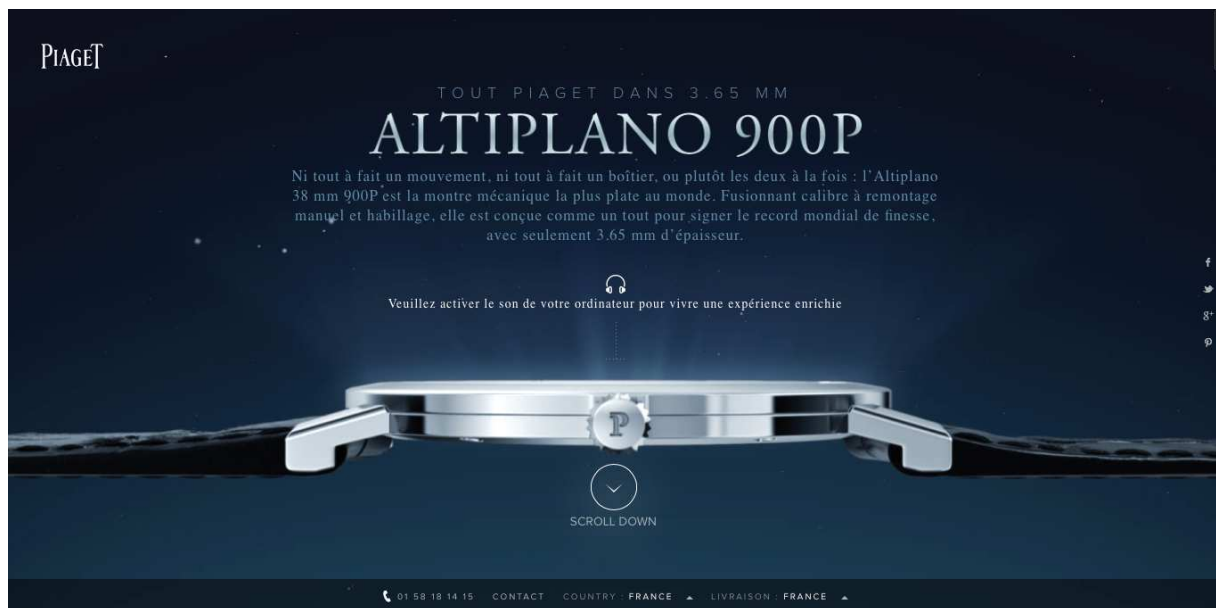 PIAGET
TOUT PIAGET DANS 3.65 MM
ALTIPLANO 900P
Ni tout à fait un mouvement, ni tout à fait un boîtier, ou plutôt les deux à la fois : l'Altiplano
38 mm 900P est la montre mécanique la plus plate au monde. Fusionnant calibre à remontage
manuel et habillage, elle est conçue comme un tout pour signer le record mondial de finesse,
avec seulement 3.65 mm d'épaisseur.
Veuillez activer le son de votre ordinateur pour vivre une expérience enrichie
f
g+
P
SCROLL DOWN
01 58 18 14 15 CONTACT COUNTRY : FRANCE LIVRAISON : FRANCE